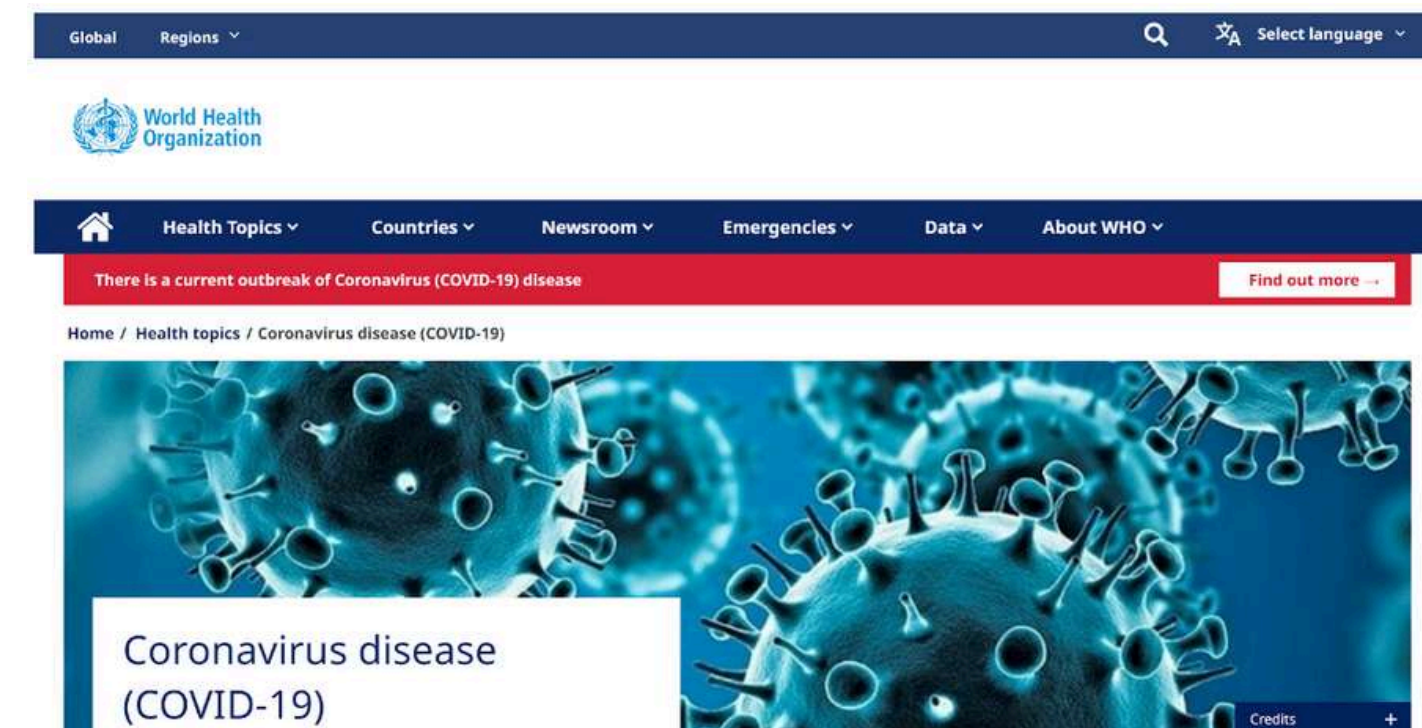 Global Regions Select language
World Health
Organization
Health Topics Countries Newsroom Emergencies Data About WHO
There is a current outbreak of Coronavirus (COVID-19) disease Find out more →
Home / Health topics / Coronavirus disease (COVID-19)
Coronavirus disease
(COVID-19)
Credits +